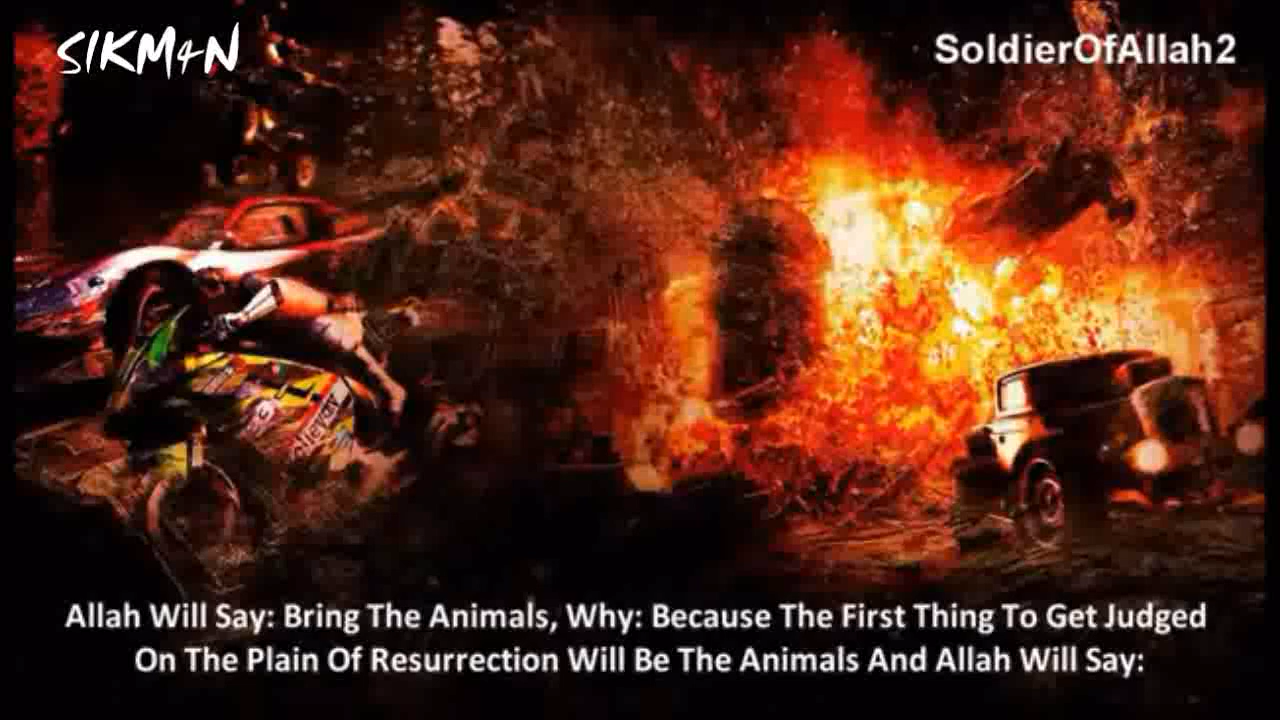 SIKM4N
SoldierOfAllah2
Allah Will Say: Bring The Animals, Why: Because The First Thing To Get Judged
On The Plain Of Resurrection Will Be The Animals And Allah Will Say: